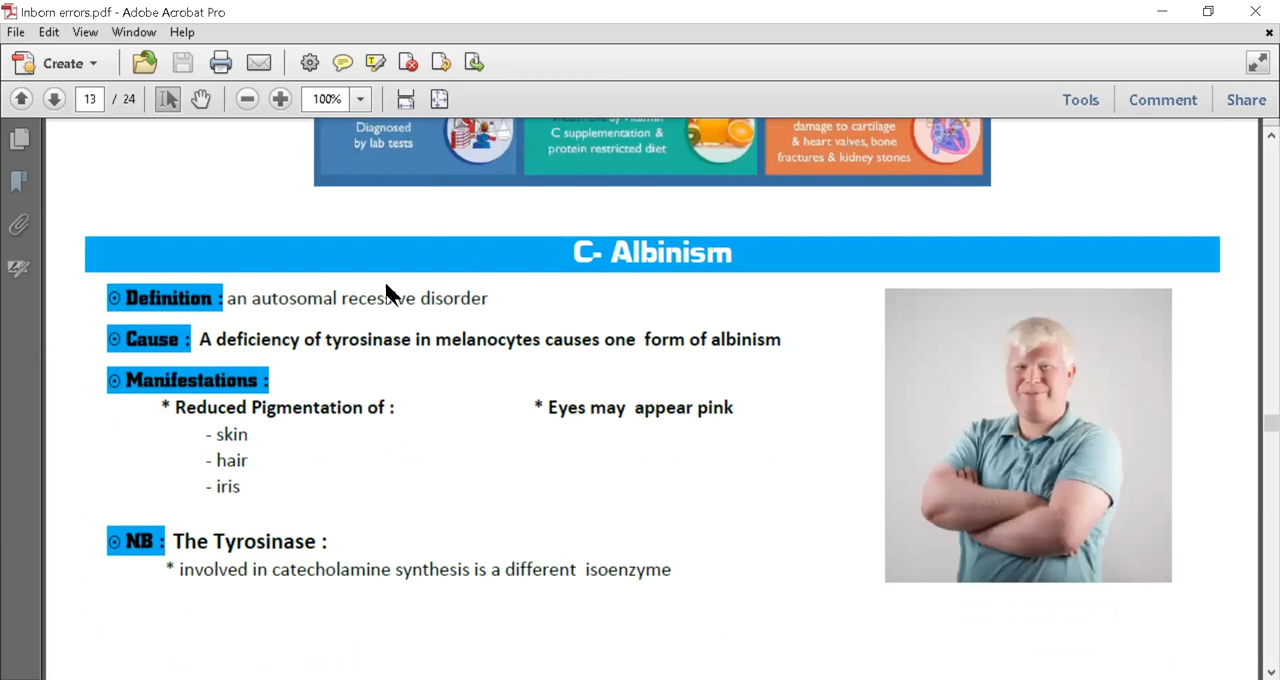 Inborn errors.pdf - Adobe Acrobat Pro
File Edit View Window Help
Create
13 / 24
100%
Tools Comment Share
Diagnosed
by lab tests
C supplementation &
protein restricted diet
damage to cartilage
& heart valves, bone
fractures & kidney stones
C- Albinism
Definition : an autosomal recessive disorder
Cause : A deficiency of tyrosinase in melanocytes causes one form of albinism
Manifestations :
* Reduced Pigmentation of : * Eyes may appear pink
- skin
- hair
- iris
NB : The Tyrosinase :
* involved in catecholamine synthesis is a different isoenzyme